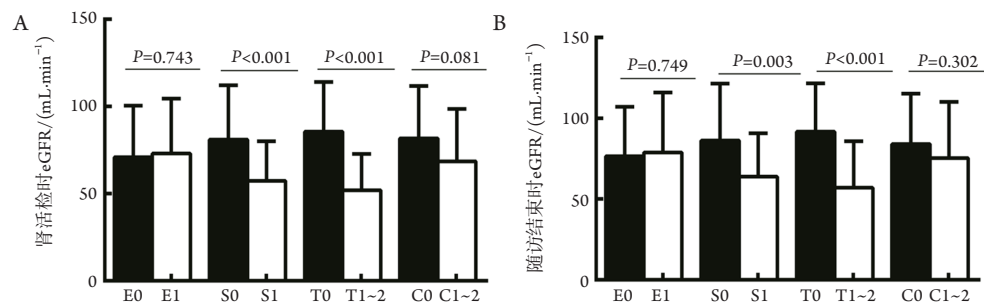 A
肾活检时eGFR/(mL·min⁻¹)
150
100
50
0
P=0.743
P<0.001
P<0.001
P=0.081
E0 E1 S0 S1 T0 T1~2 C0 C1~2
B
随访结束时eGFR/(mL·min⁻¹)
150
100
50
0
P=0.749
P=0.003
P<0.001
P=0.302
E0 E1 S0 S1 T0 T1~2 C0 C1~2